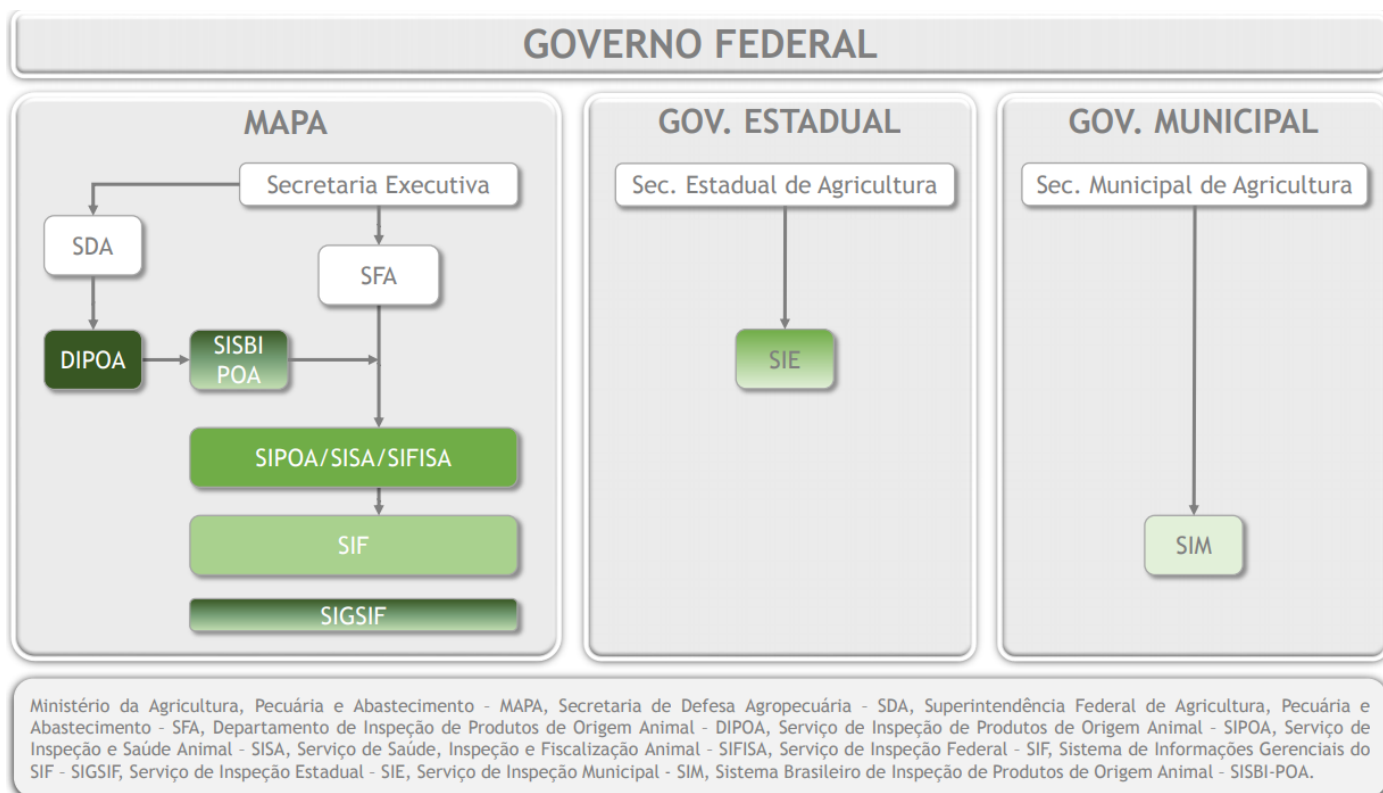 GOVERNO FEDERAL
MAPA
Secretaria Executiva
SDA
SFA
DIPOA
SISBI
POA
SIPOA/SISA/SIFISA
SIF
SIGSIF
GOV. ESTADUAL
Sec. Estadual de Agricultura
SIE
GOV. MUNICIPAL
Sec. Municipal de Agricultura
SIM
Ministério da Agricultura, Pecuária e Abastecimento - MAPA, Secretaria de Defesa Agropecuária - SDA, Superintendência Federal de Agricultura, Pecuária e
Abastecimento - SFA, Departamento de Inspeção de Produtos de Origem Animal - DIPOA, Serviço de Inspeção de Produtos de Origem Animal - SIPOA, Serviço de
Inspeção e Saúde Animal - SISA, Serviço de Saúde, Inspeção e Fiscalização Animal - SIFISA, Serviço de Inspeção Federal - SIF, Sistema de Informações Gerenciais do
SIF - SIGSIF, Serviço de Inspeção Estadual - SIE, Serviço de Inspeção Municipal - SIM, Sistema Brasileiro de Inspeção de Produtos de Origem Animal - SISBI-POA.